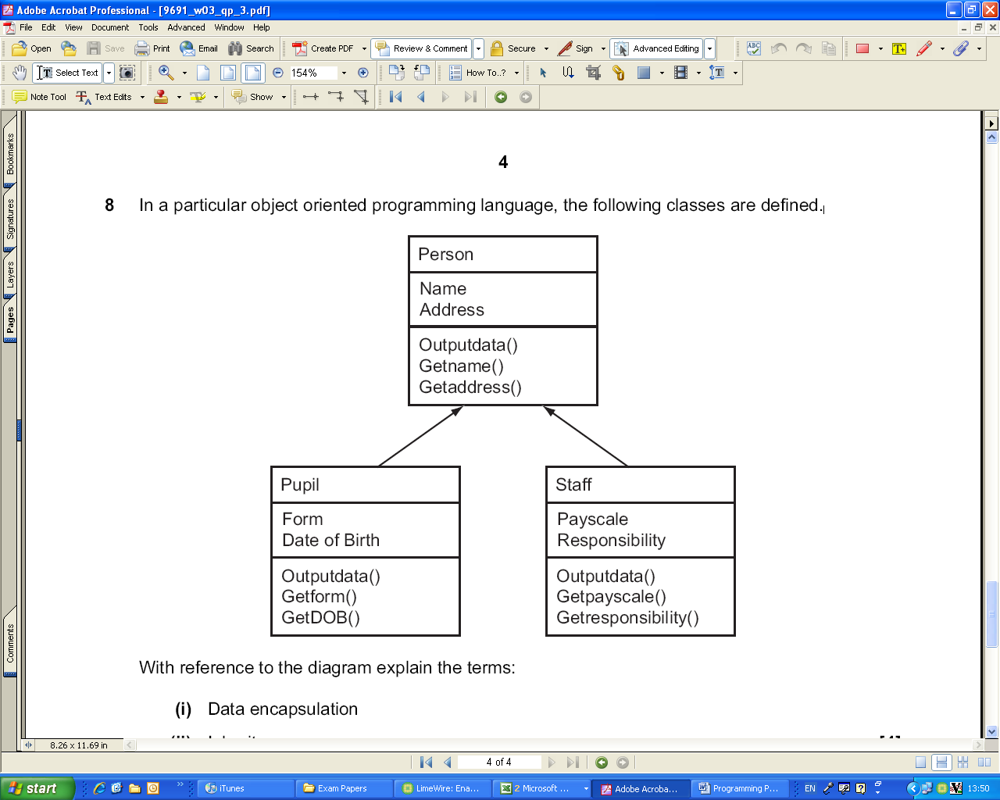 Adobe Acrobat Professional - [9691_w03_qp_3.pdf]
File Edit View Document Tools Advanced Window Help
Open Save Print Email Search Create PDF Review & Comment Secure Sign Advanced Editing
Select Text 154% How To..?
Note Tool Text Edits Show
Bookmarks
Signatures
Layers
Pages
Comments
4
8 In a particular object oriented programming language, the following classes are defined.
Person
Name
Address
Outputdata()
Getname()
Getaddress()
Pupil
Form
Date of Birth
Outputdata()
Getform()
GetDOB()
Staff
Payscale
Responsibility
Outputdata()
Getpayscale()
Getresponsibility()
With reference to the diagram explain the terms:
(i) Data encapsulation
8.26 x 11.69 in
4 of 4
start iTunes Exam Papers LimeWire: Ena... 2 Microsoft ... Adobe Acroba... Programming P... EN 13:50